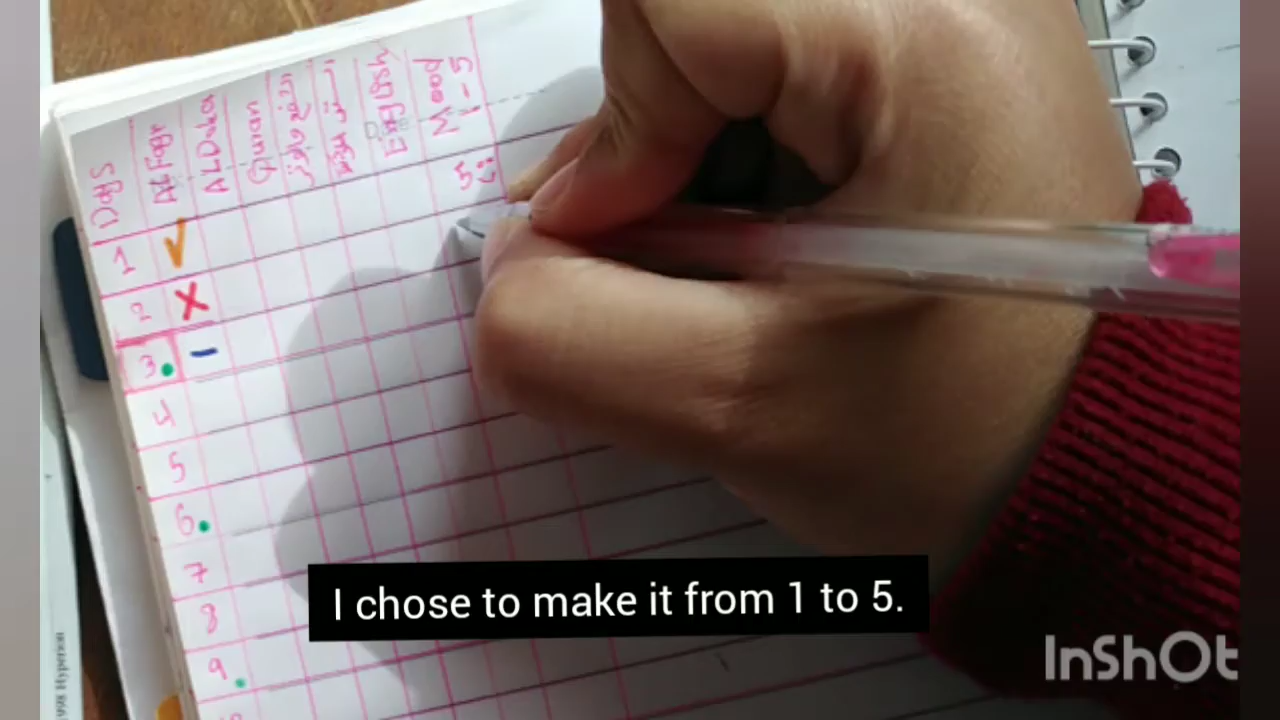 Days
AL Fagr
ALDoha
Quran
English
Mood
1 - 5
5 (:
1
2
3
4
5
6
7
8
9
I chose to make it from 1 to 5.
InShOt